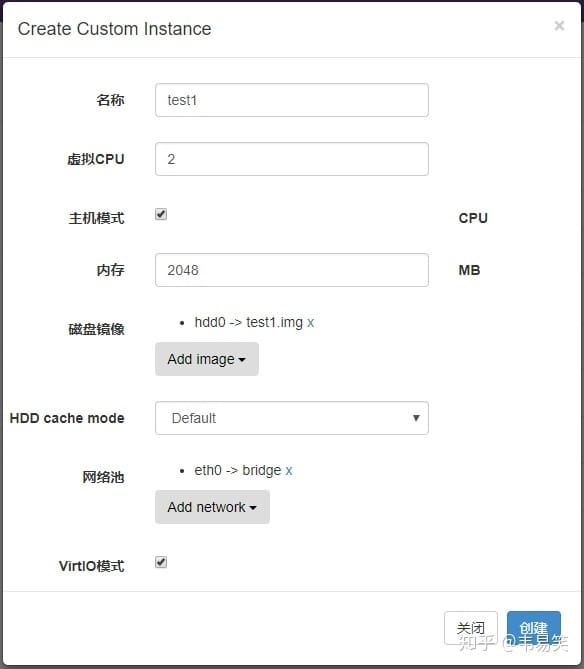 Create Custom Instance ×
名称 test1
虚拟CPU 2
主机模式 CPU
内存 2048 MB
磁盘镜像 • hdd0 -> test1.img x
Add image
HDD cache mode Default
网络池 • eth0 -> bridge x
Add network
VirtIO模式
关闭 创建
知乎 @韦易笑